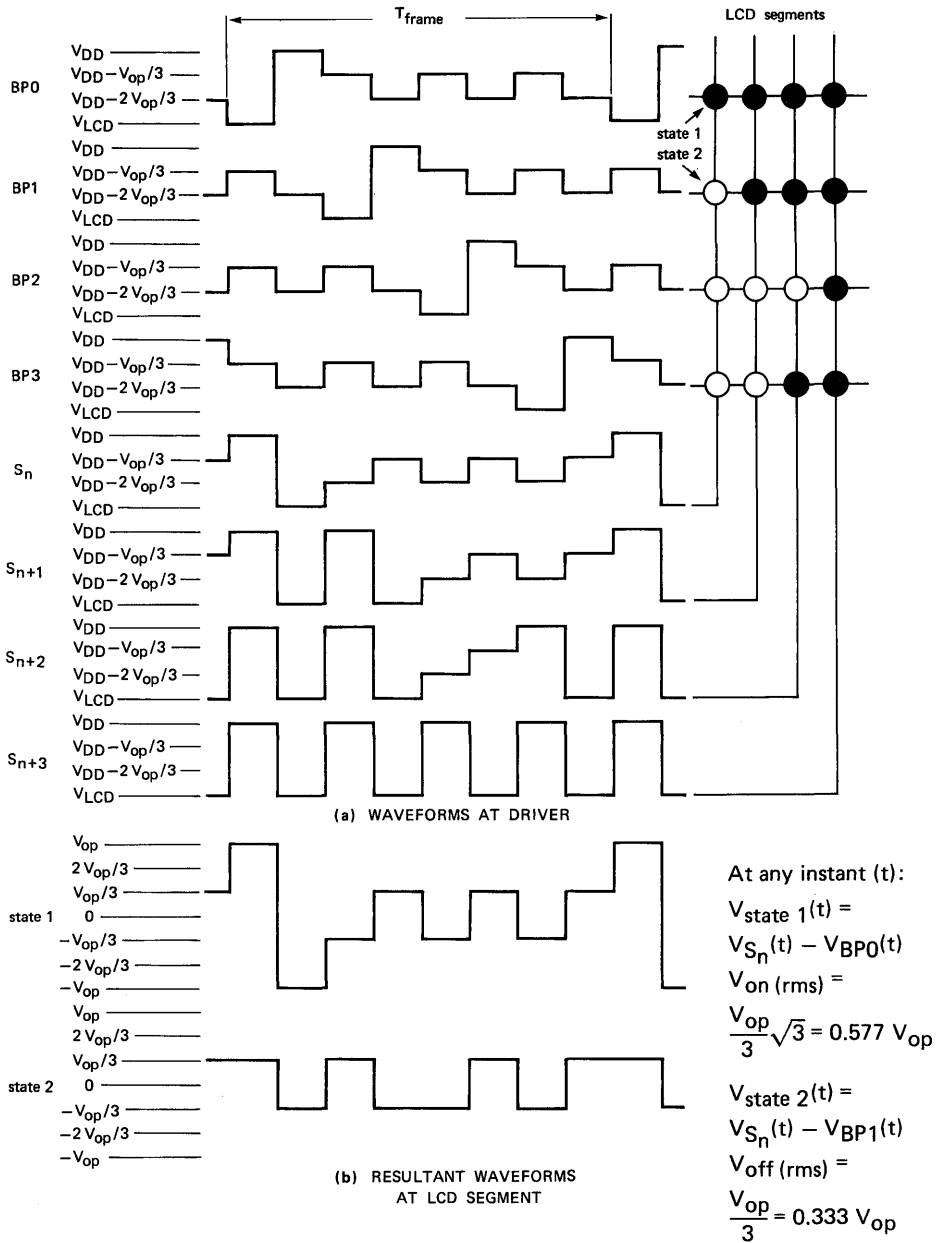 T_frame
LCD segments
BP0
V_DD
V_DD−V_op/3
V_DD−2 V_op/3
V_LCD
state 1
state 2
BP1
V_DD
V_DD−V_op/3
V_DD−2 V_op/3
V_LCD
BP2
V_DD
V_DD−V_op/3
V_DD−2 V_op/3
V_LCD
BP3
V_DD
V_DD−V_op/3
V_DD−2 V_op/3
V_LCD
S_n
V_DD
V_DD−V_op/3
V_DD−2 V_op/3
V_LCD
S_n+1
V_DD
V_DD−V_op/3
V_DD−2 V_op/3
V_LCD
S_n+2
V_DD
V_DD−V_op/3
V_DD−2 V_op/3
V_LCD
S_n+3
V_DD
V_DD−V_op/3
V_DD−2 V_op/3
V_LCD
(a) WAVEFORMS AT DRIVER
state 1
V_op
2 V_op/3
V_op/3
0
−V_op/3
−2 V_op/3
−V_op
state 2
V_op
2 V_op/3
V_op/3
0
−V_op/3
−2 V_op/3
−V_op
(b) RESULTANT WAVEFORMS
AT LCD SEGMENT
At any instant (t):
V_state 1(t) =
V_Sn(t) − V_BP0(t)
V_on (rms) =
V_op/3 √3 = 0.577 V_op
V_state 2(t) =
V_Sn(t) − V_BP1(t)
V_off (rms) =
V_op/3 = 0.333 V_op